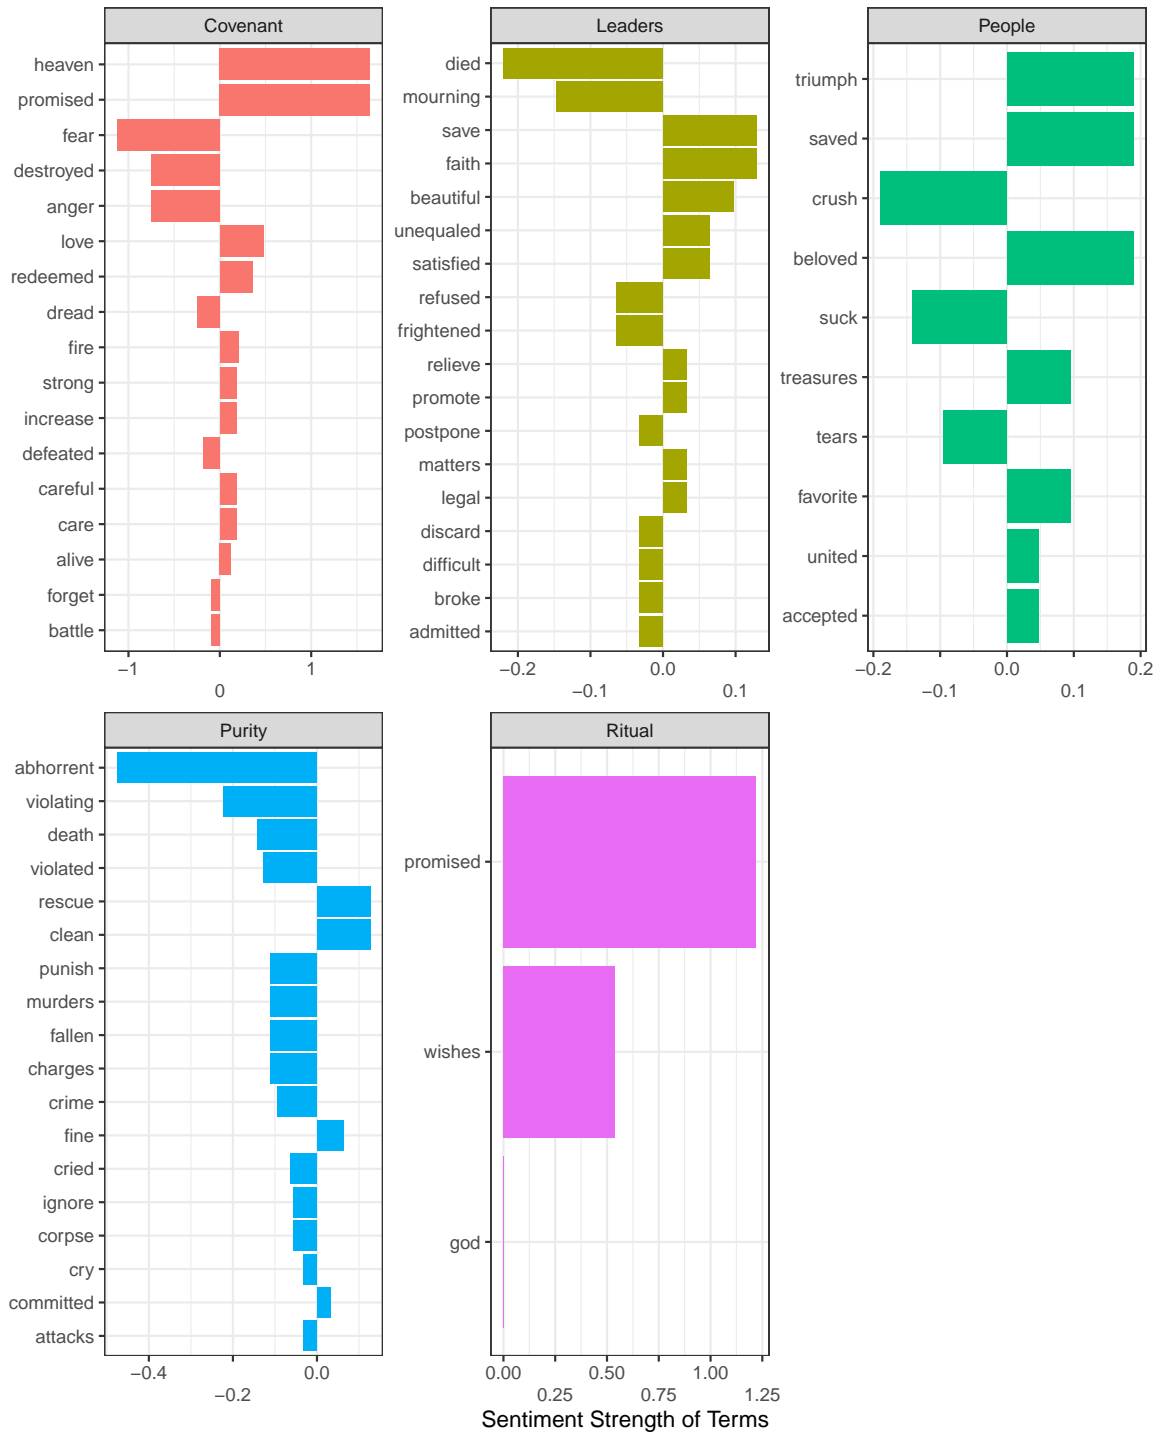 Covenant
heaven
promised
fear
destroyed
anger
love
redeemed
dread
fire
strong
increase
defeated
careful
care
alive
forget
battle
−1 1
0
Leaders
died
mourning
save
faith
beautiful
unequaled
satisfied
refused
frightened
relieve
promote
postpone
matters
legal
discard
difficult
broke
admitted
−0.2 0.0
−0.1 0.1
People
triumph
saved
crush
beloved
suck
treasures
tears
favorite
united
accepted
−0.2 0.0 0.2
−0.1 0.1
Purity
abhorrent
violating
death
violated
rescue
clean
punish
murders
fallen
charges
crime
fine
cried
ignore
corpse
cry
committed
attacks
−0.4 0.0
−0.2
Ritual
promised
wishes
god
0.00 0.50 1.00
0.25 0.75 1.25
Sentiment Strength of Terms